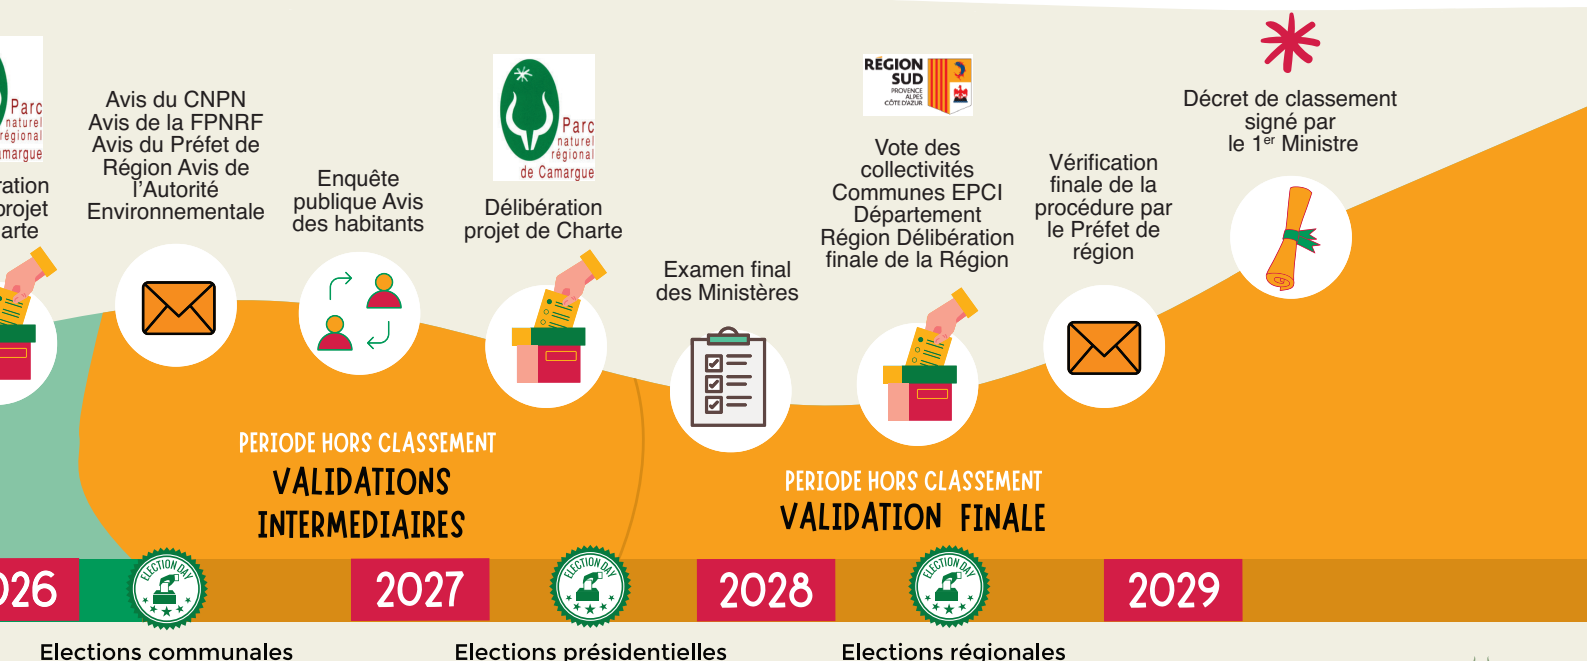 Parc
naturel
régional
Avis du CNPN
Avis de la FPNRF
Avis du Préfet de
Région Avis de
l'Autorité
Environnementale
Enquête
publique Avis
des habitants
Parc
naturel
régional
de Camargue
Délibération
projet de Charte
Examen final
des Ministères
RÉGION
SUD
PROVENCE
ALPES
CÔTE D'AZUR
Vote des
collectivités
Communes EPCI
Département
Région Délibération
finale de la Région
Vérification
finale de la
procédure par
le Préfet de
région
Décret de classement
signé par
le 1er Ministre
projet
PERIODE HORS CLASSEMENT
VALIDATIONS
INTERMEDIAIRES
PERIODE HORS CLASSEMENT
VALIDATION FINALE
026
ELECTION DAY
2027
ELECTION DAY
2028
ELECTION DAY
2029
Elections communales
Elections présidentielles
Elections régionales